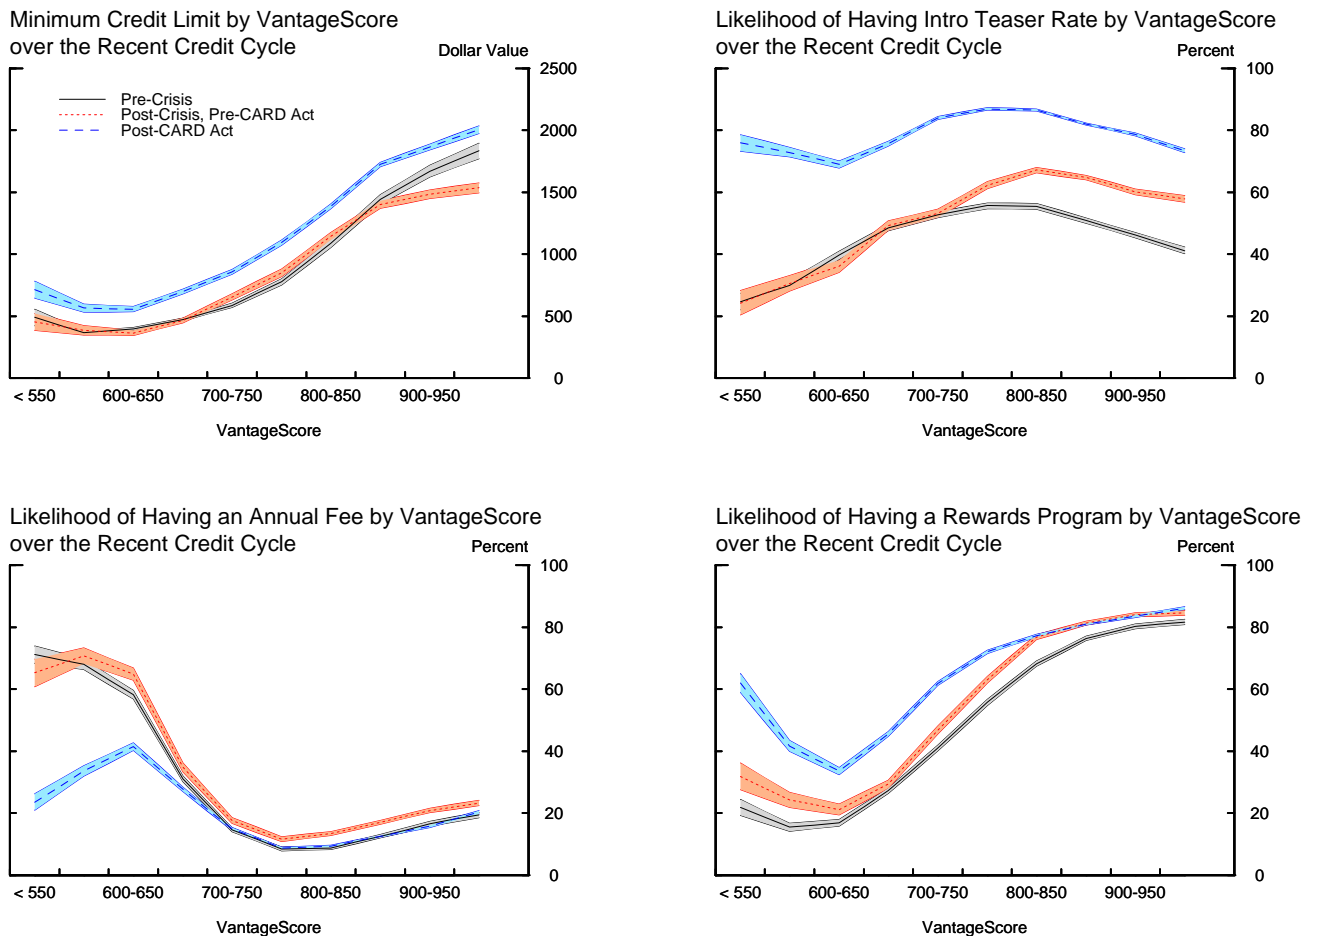 Minimum Credit Limit by VantageScore
over the Recent Credit Cycle
Dollar Value
2500
2000
1500
1000
500
0
Pre-Crisis
Post-Crisis, Pre-CARD Act
Post-CARD Act
< 550 600-650 700-750 800-850 900-950
VantageScore
Likelihood of Having Intro Teaser Rate by VantageScore
over the Recent Credit Cycle
Percent
100
80
60
40
20
0
< 550 600-650 700-750 800-850 900-950
VantageScore
Likelihood of Having an Annual Fee by VantageScore
over the Recent Credit Cycle
Percent
100
80
60
40
20
0
< 550 600-650 700-750 800-850 900-950
VantageScore
Likelihood of Having a Rewards Program by VantageScore
over the Recent Credit Cycle
Percent
100
80
60
40
20
0
< 550 600-650 700-750 800-850 900-950
VantageScore